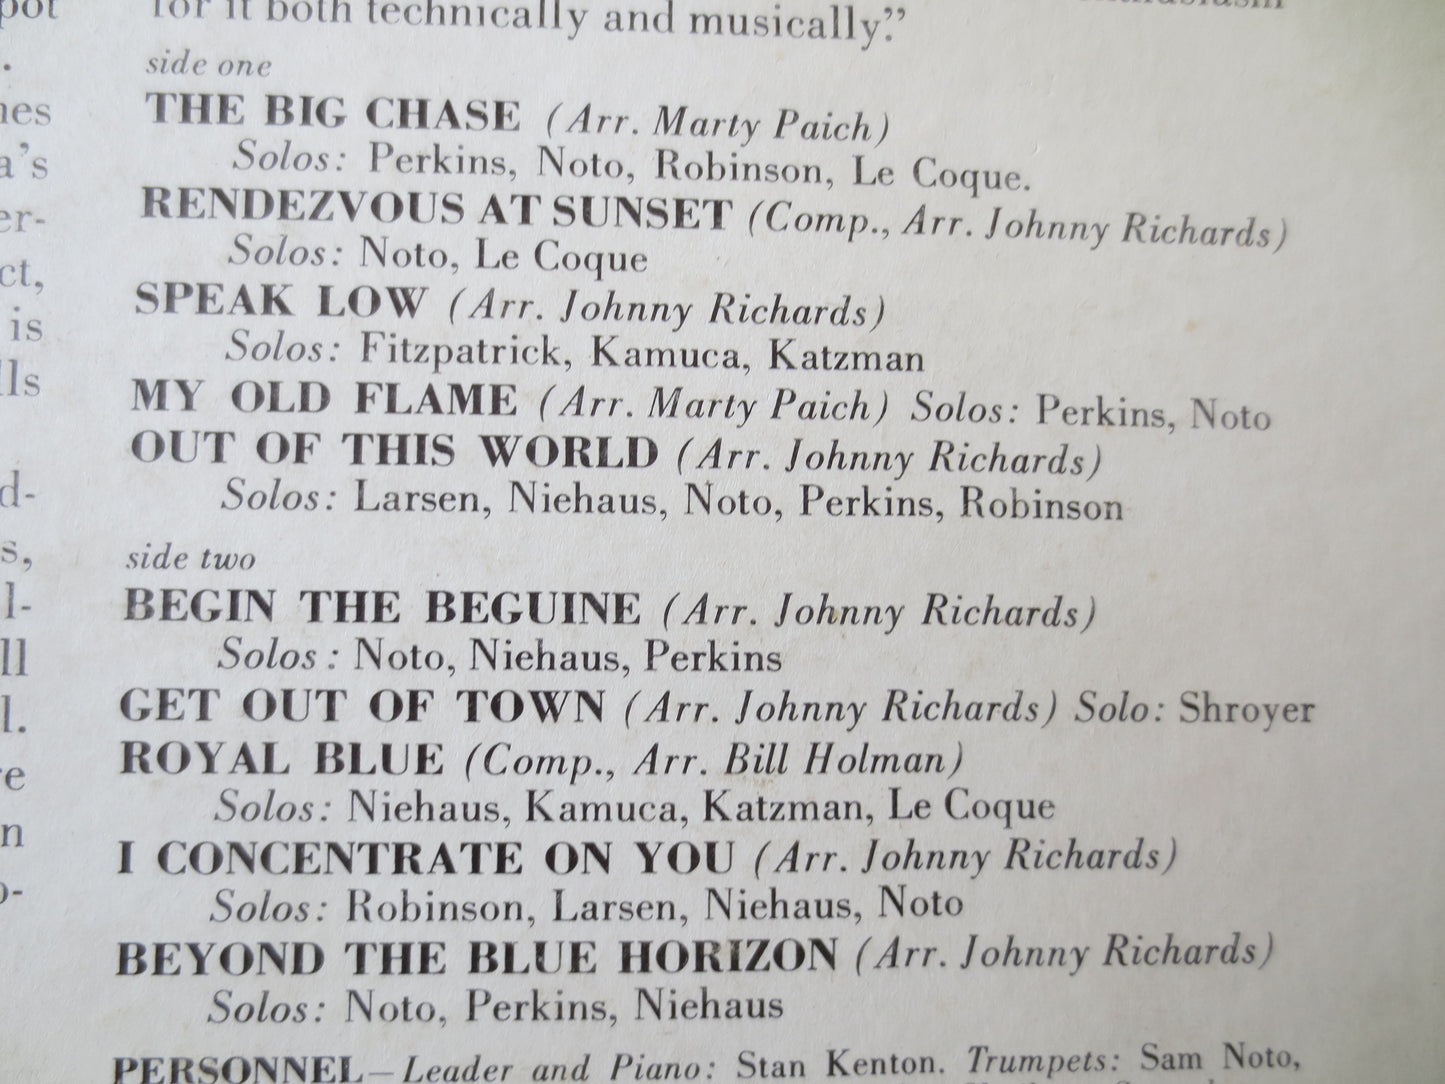 pot
for it both technically and musically."
side one
THE BIG CHASE (Arr. Marty Paich)
Solos: Perkins, Noto, Robinson, Le Coque.
RENDEZVOUS AT SUNSET (Comp., Arr. Johnny Richards)
Solos: Noto, Le Coque
SPEAK LOW (Arr. Johnny Richards)
Solos: Fitzpatrick, Kamuca, Katzman
MY OLD FLAME (Arr. Marty Paich) Solos: Perkins, Noto
OUT OF THIS WORLD (Arr. Johnny Richards)
Solos: Larsen, Niehaus, Noto, Perkins, Robinson
side two
BEGIN THE BEGUINE (Arr. Johnny Richards)
Solos: Noto, Niehaus, Perkins
GET OUT OF TOWN (Arr. Johnny Richards) Solo: Shroyer
ROYAL BLUE (Comp., Arr. Bill Holman)
Solos: Niehaus, Kamuca, Katzman, Le Coque
I CONCENTRATE ON YOU (Arr. Johnny Richards)
Solos: Robinson, Larsen, Niehaus, Noto
BEYOND THE BLUE HORIZON (Arr. Johnny Richards)
Solos: Noto, Perkins, Niehaus
PERSONNEL—Leader and Piano: Stan Kenton. Trumpets: Sam Noto,